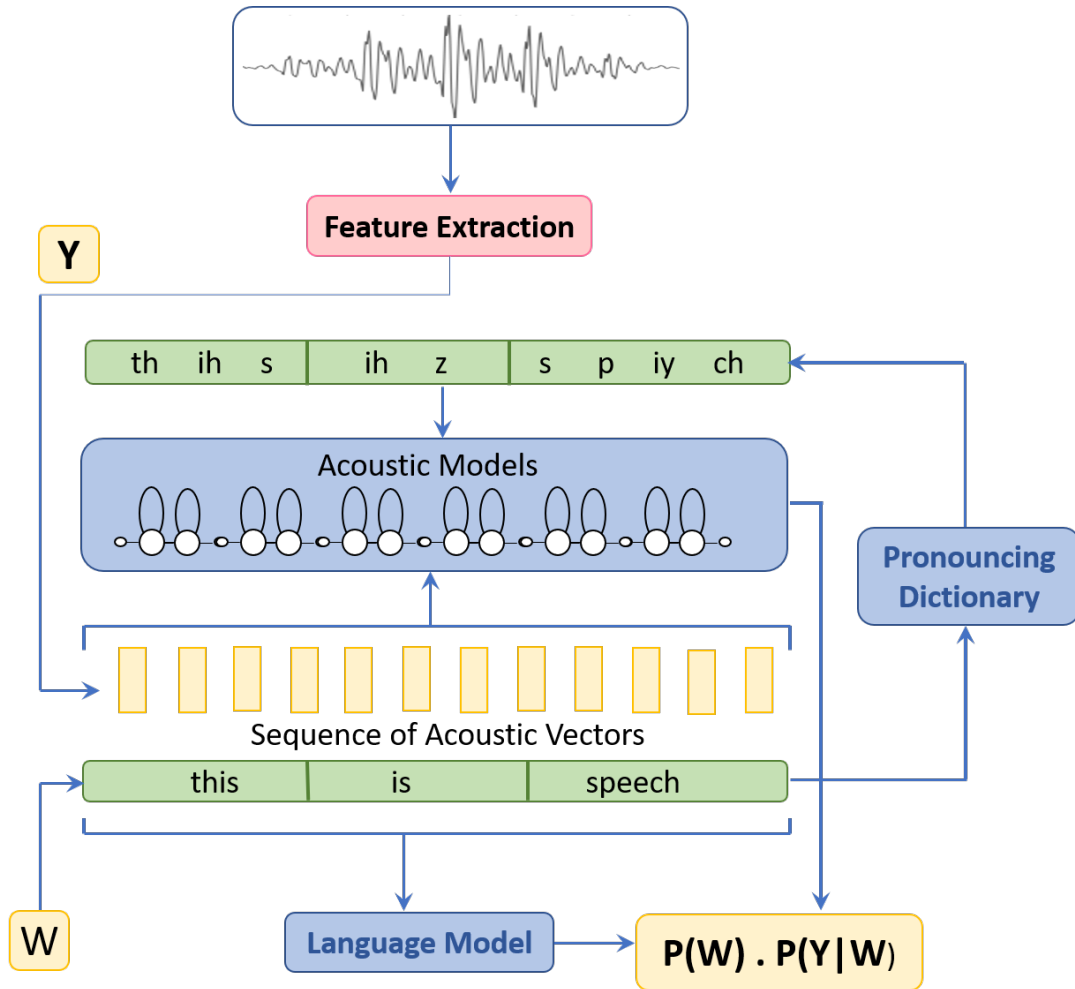 Feature Extraction
Y
th ih s ih z s p iy ch
Acoustic Models
Pronouncing
Dictionary
Sequence of Acoustic Vectors
this is speech
W
Language Model
P(W) . P(Y|W)